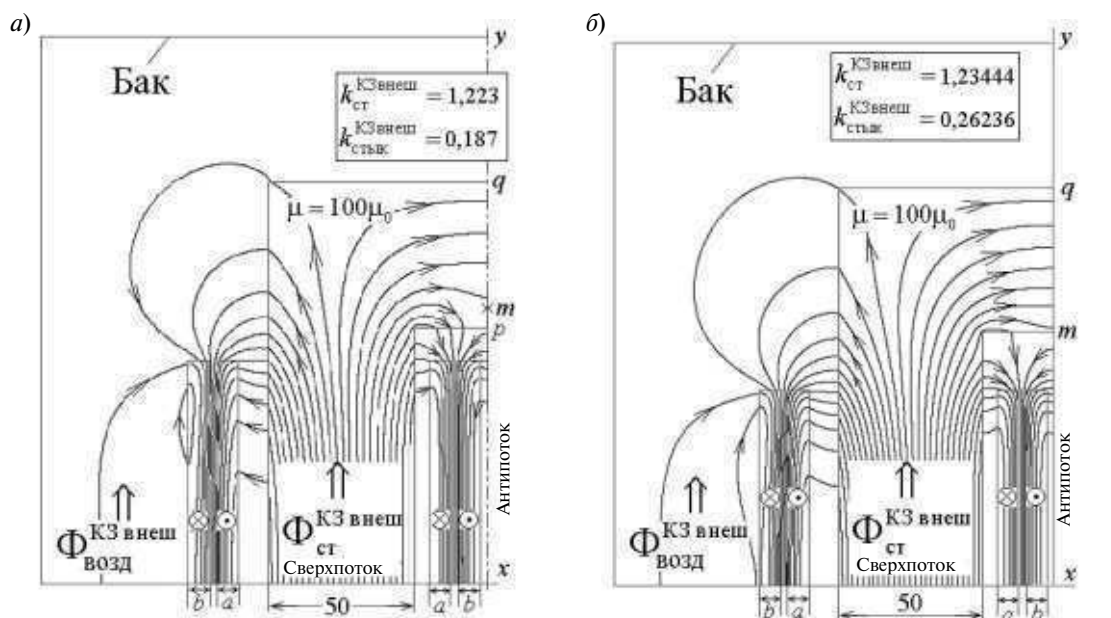 а)
y
Бак
k_ст^КЗвнеш = 1,223
k_стык^КЗвнеш = 0,187
q
μ = 100μ₀
m
p
Антипоток
⇑
Φ_возд^КЗ внеш
⇑
Φ_ст^КЗ внеш
Сверхпоток
x
b a
50
a b
б)
y
Бак
k_ст^КЗвнеш = 1,23444
k_стык^КЗвнеш = 0,26236
q
μ = 100μ₀
m
Антипоток
⇑
Φ_возд^КЗ внеш
⇑
Φ_ст^КЗ внеш
Сверхпоток
x
b a
50
a b